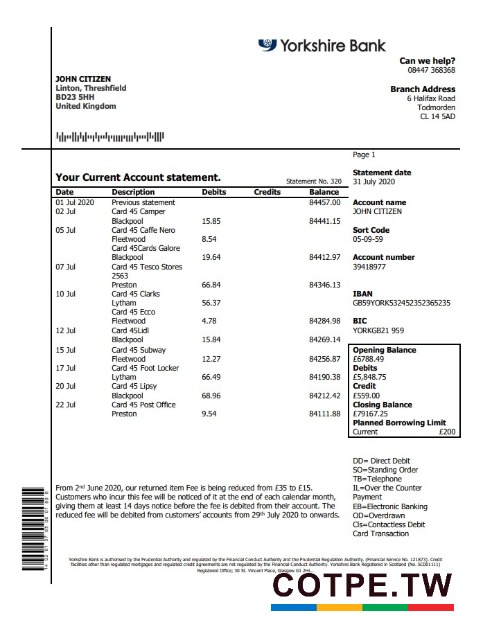 Yorkshire Bank
Can we help?
08447 368368
JOHN CITIZEN
Linton, Threshfield
BD23 5HH
United Kingdom
Branch Address
6 Halifax Road
Todmorden
CL 14 5AD
Page 1
Your Current Account statement.
Statement No. 320
Statement date
31 July 2020
Date Description Debits Credits Balance
01 Jul 2020 Previous statement 84457.00
02 Jul Card 45 Camper
Blackpool 15.85 84441.15
05 Jul Card 45 Caffe Nero
Fleetwood 8.54
Card 45Cards Galore
Blackpool 19.64 84412.97
07 Jul Card 45 Tesco Stores
2563
Preston 66.84 84346.13
10 Jul Card 45 Clarks
Lytham 56.37
Card 45 Ecco
Fleetwood 4.78 84284.98
12 Jul Card 45Lidl
Blackpool 15.84 84269.14
15 Jul Card 45 Subway
Fleetwood 12.27 84256.87
17 Jul Card 45 Foot Locker
Lytham 66.49 84190.38
20 Jul Card 45 Lipsy
Blackpool 68.96 84212.42
22 Jul Card 45 Post Office
Preston 9.54 84111.88
Account name
JOHN CITIZEN
Sort Code
05-09-59
Account number
39418977
IBAN
GB59YORK532452352365235
BIC
YORKGB21 959
Opening Balance
£6788.49
Debits
£5,848.75
Credit
£559.00
Closing Balance
£79167.25
Planned Borrowing Limit
Current £200
DD= Direct Debit
SO=Standing Order
TB=Telephone
IL=Over the Counter
Payment
EB=Electronic Banking
OD=Overdrawn
Cls=Contactless Debit
Card Transaction
From 2nd June 2020, our returned item Fee is being reduced from £35 to £15.
Customers who incur this fee will be noticed of it at the end of each calendar month,
giving them at least 14 days notice before the fee is debited from their account. The
reduced fee will be debited from customers' accounts from 29th July 2020 to onwards.
Yorkshire Bank is authorised by the Prudential Authority and regulated by the Financial Conduct Authority and the Prudential Regulation Authority. (Financial Service No. 121873). Credit
facilities other than regulated mortgages and regulated credit agreements are not regulated by the Financial Conduct Authority. Yorkshire Bank Registered in Scotland (No. SC001111)
Registered Office; 30 St. Vincent Place, Glasgow G1 2HL.
COTPE.TW